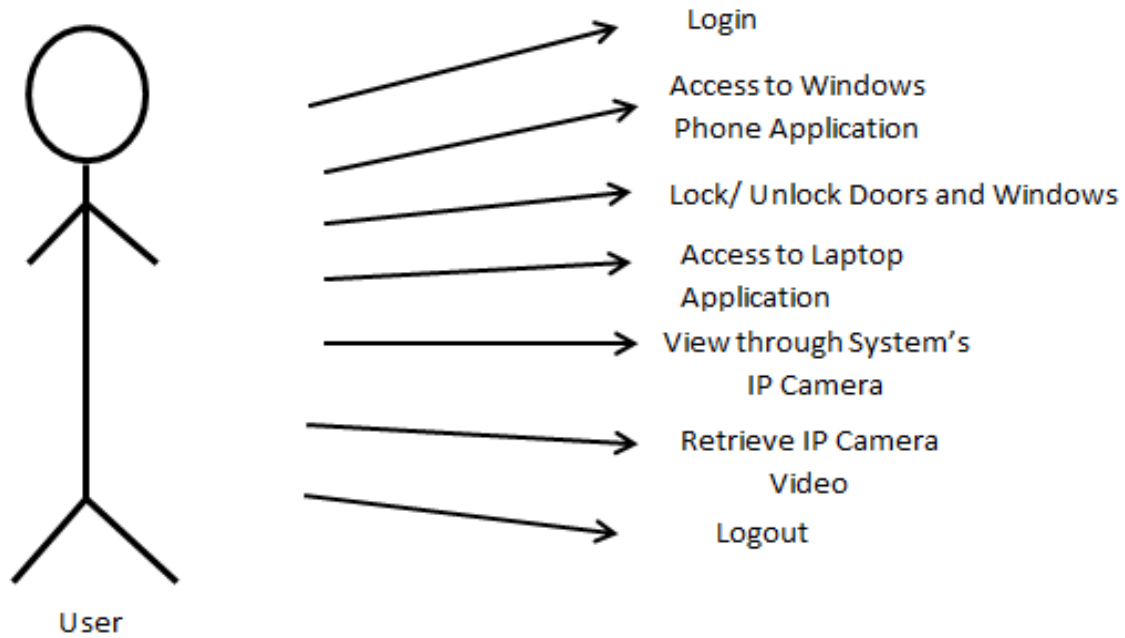 Login
Access to Windows
Phone Application
Lock/ Unlock Doors and Windows
Access to Laptop
Application
View through System's
IP Camera
Retrieve IP Camera
Video
Logout
User